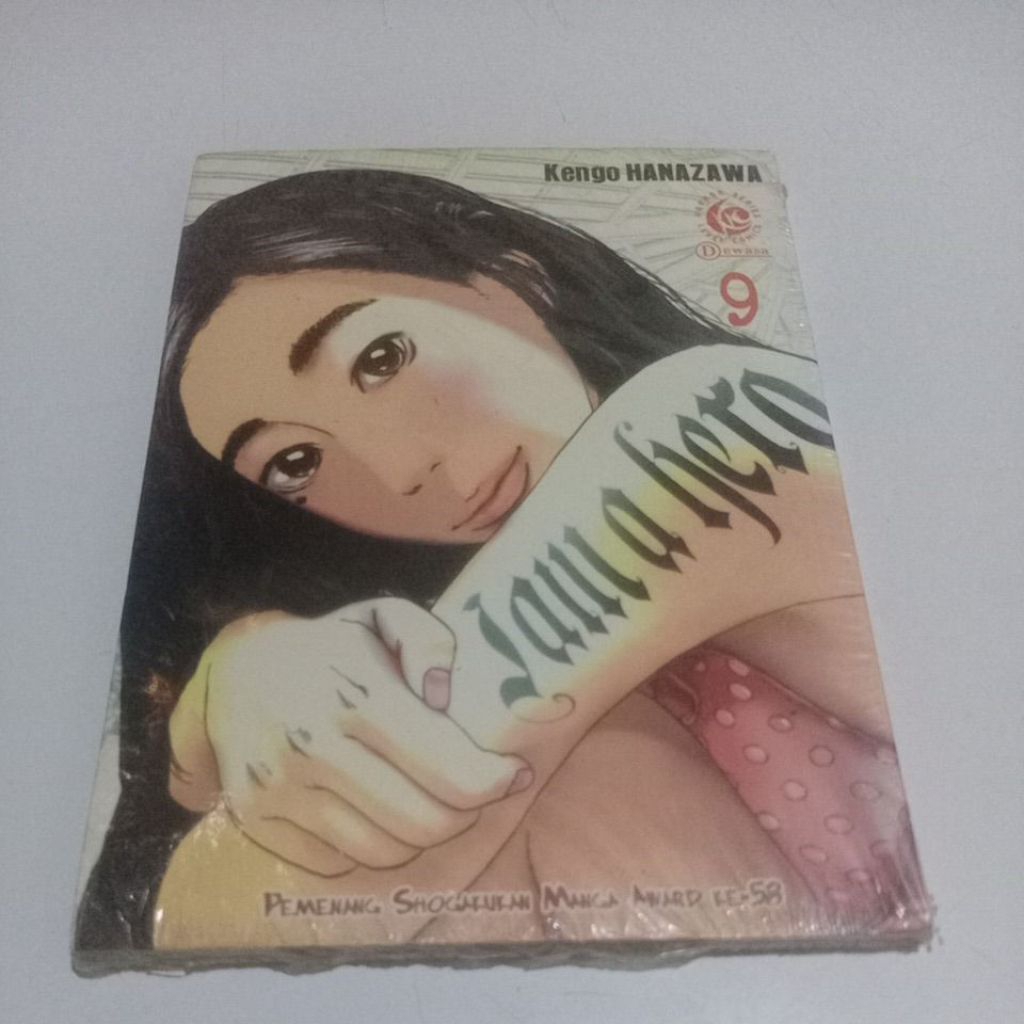 Kengo HANAZAWA
Dewasa
9
I am a hero
PEMENANG SHOGAKUKAN MANGA AWARD KE-58